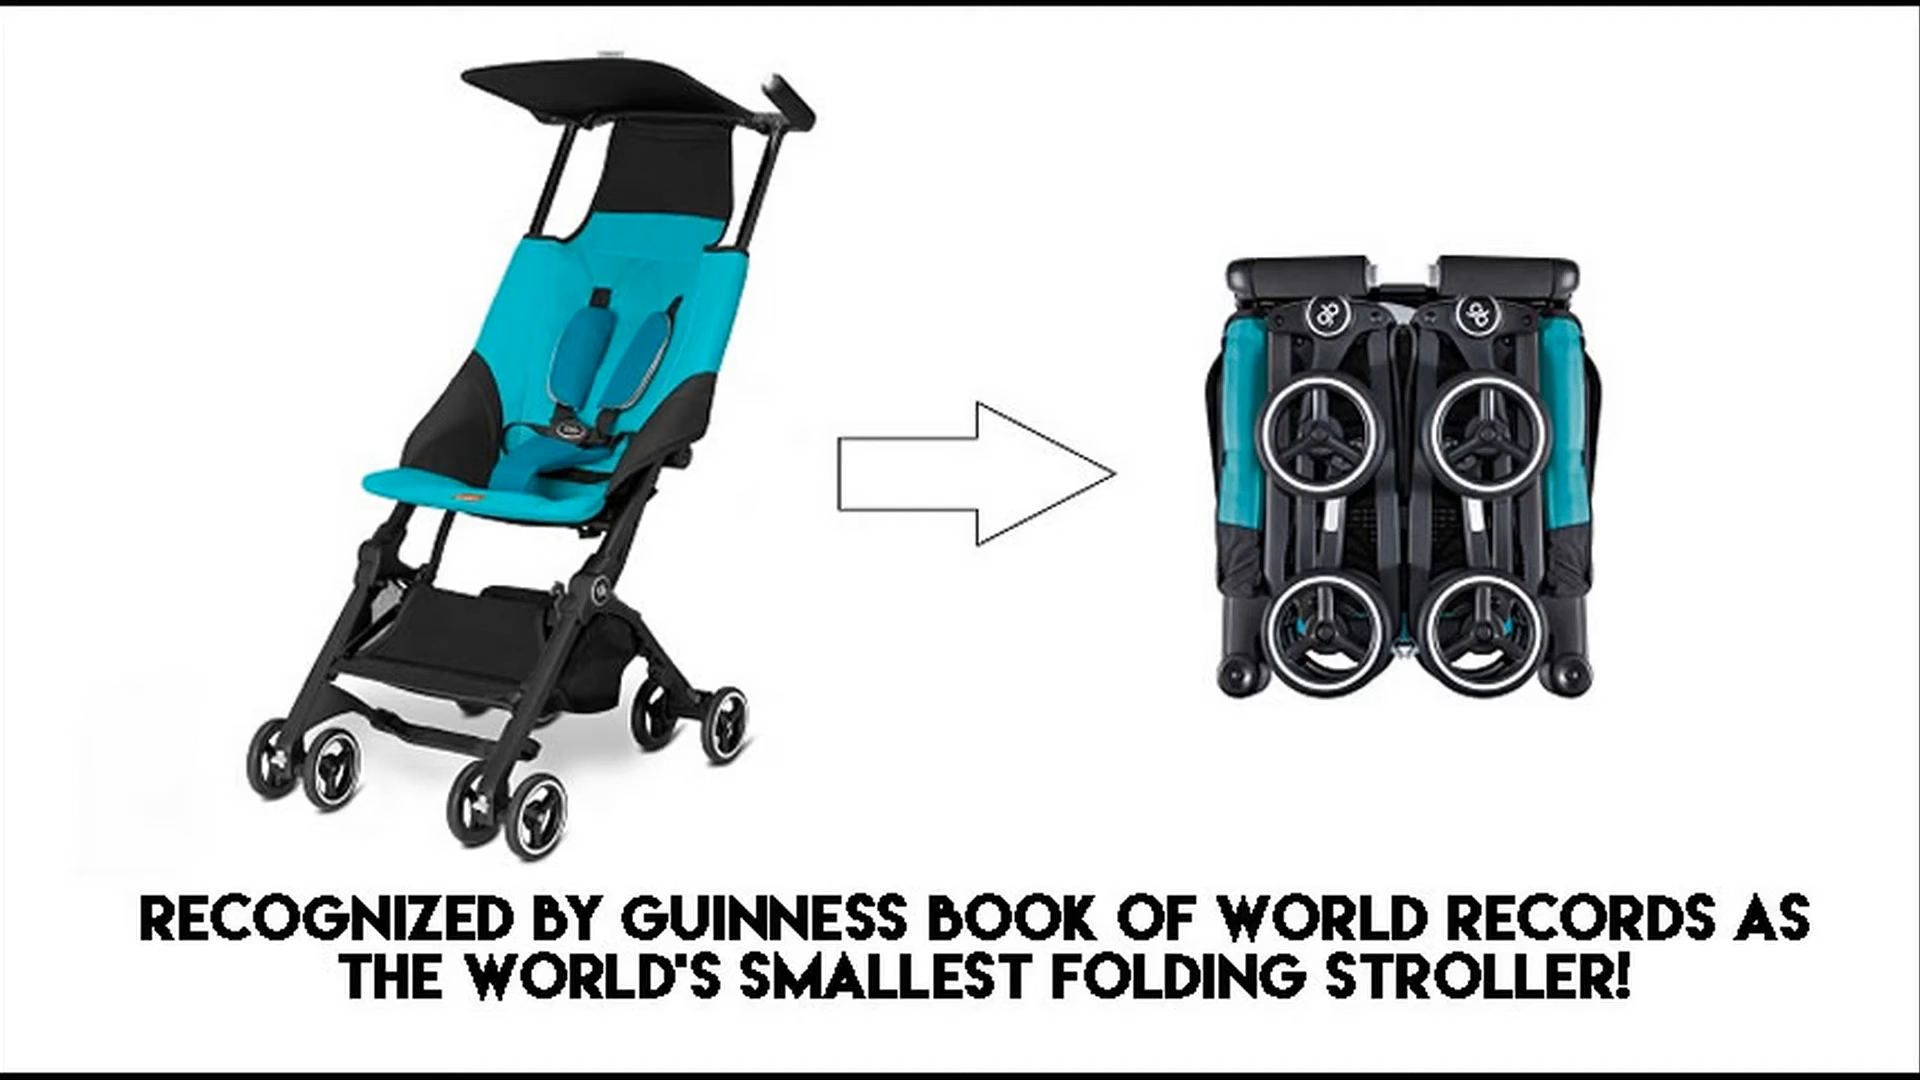 RECOGNIZED BY GUINNESS BOOK OF WORLD RECORDS AS
THE WORLD'S SMALLEST FOLDING STROLLER!